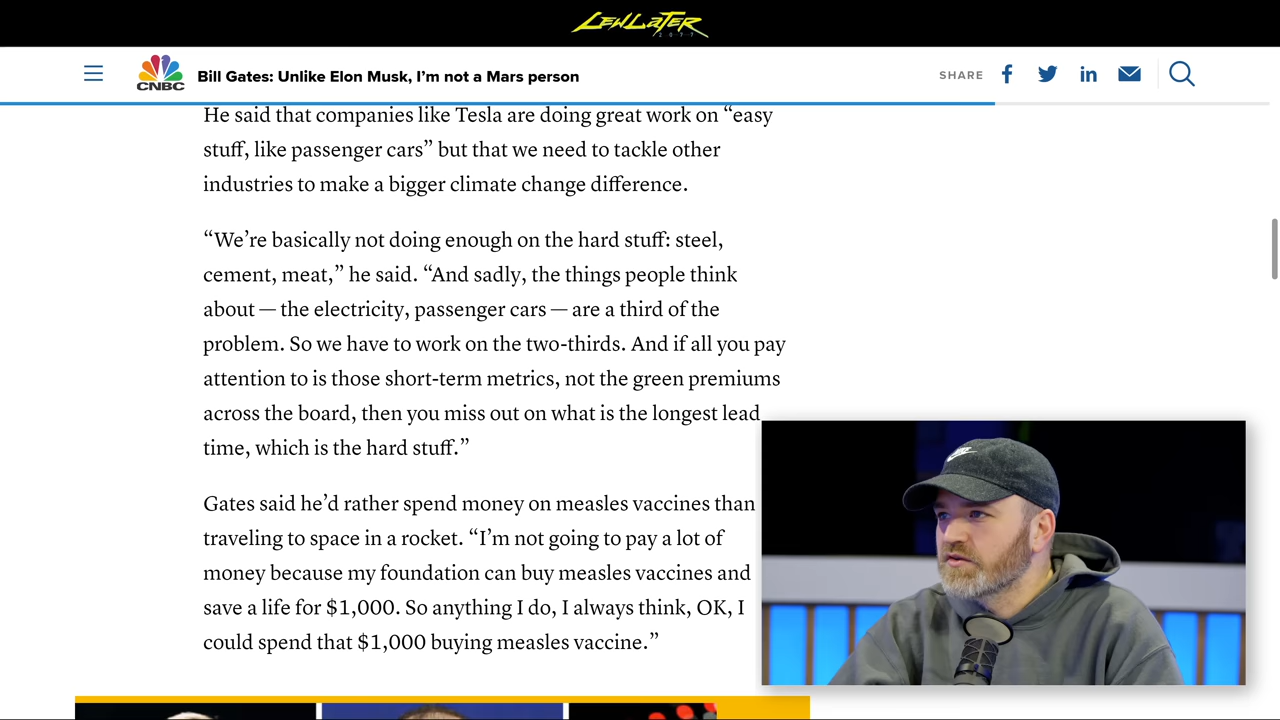 LEWLATER
2077
CNBC
Bill Gates: Unlike Elon Musk, I’m not a Mars person
SHARE
He said that companies like Tesla are doing great work on “easy
stuff, like passenger cars” but that we need to tackle other
industries to make a bigger climate change difference.
“We’re basically not doing enough on the hard stuff: steel,
cement, meat,” he said. “And sadly, the things people think
about — the electricity, passenger cars — are a third of the
problem. So we have to work on the two-thirds. And if all you pay
attention to is those short-term metrics, not the green premiums
across the board, then you miss out on what is the longest lead
time, which is the hard stuff.”
Gates said he’d rather spend money on measles vaccines than
traveling to space in a rocket. “I’m not going to pay a lot of
money because my foundation can buy measles vaccines and
save a life for $1,000. So anything I do, I always think, OK, I
could spend that $1,000 buying measles vaccine.”